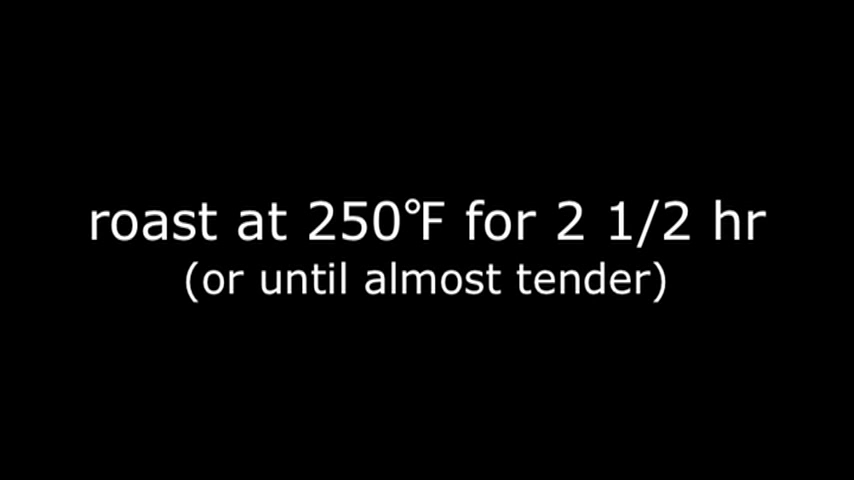 roast at 250℉ for 2 1/2 hr
(or until almost tender)